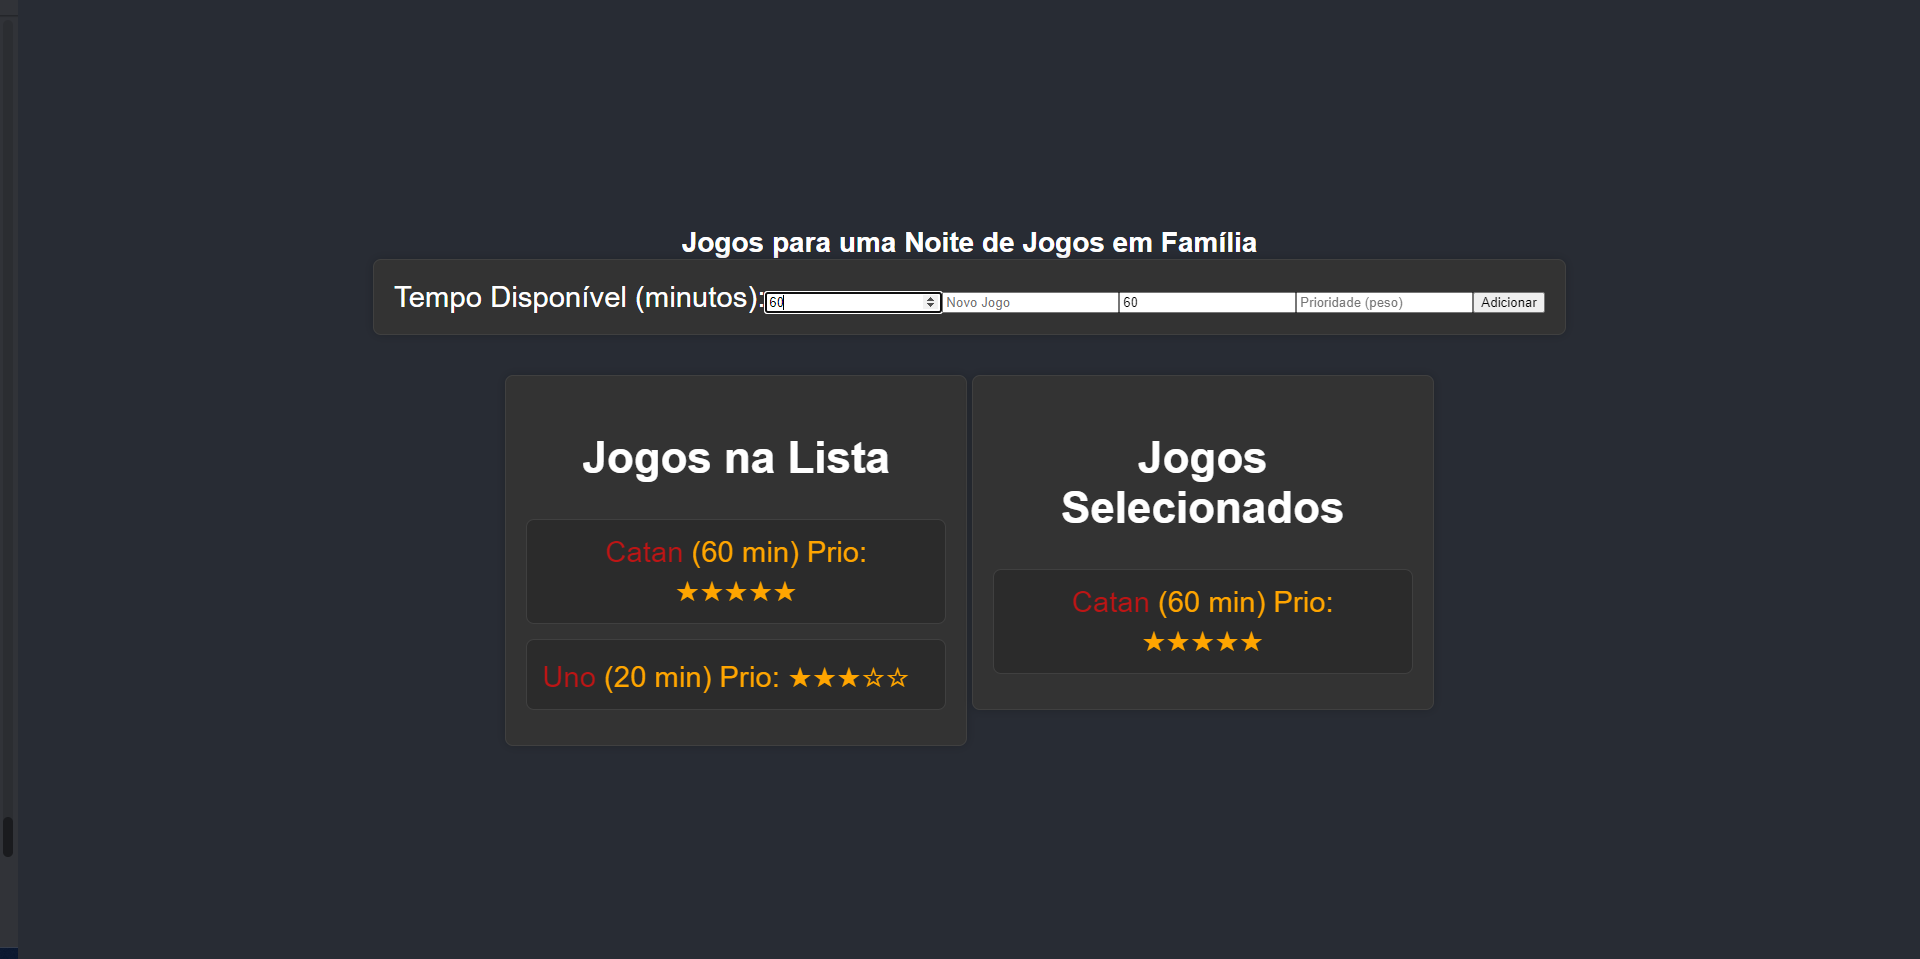 Jogos para uma Noite de Jogos em Família
Tempo Disponível (minutos): 60 Novo Jogo 60 Prioridade (peso) Adicionar
Jogos na Lista
Catan (60 min) Prio:
★★★★★
Uno (20 min) Prio: ★★★☆☆
Jogos
Selecionados
Catan (60 min) Prio:
★★★★★